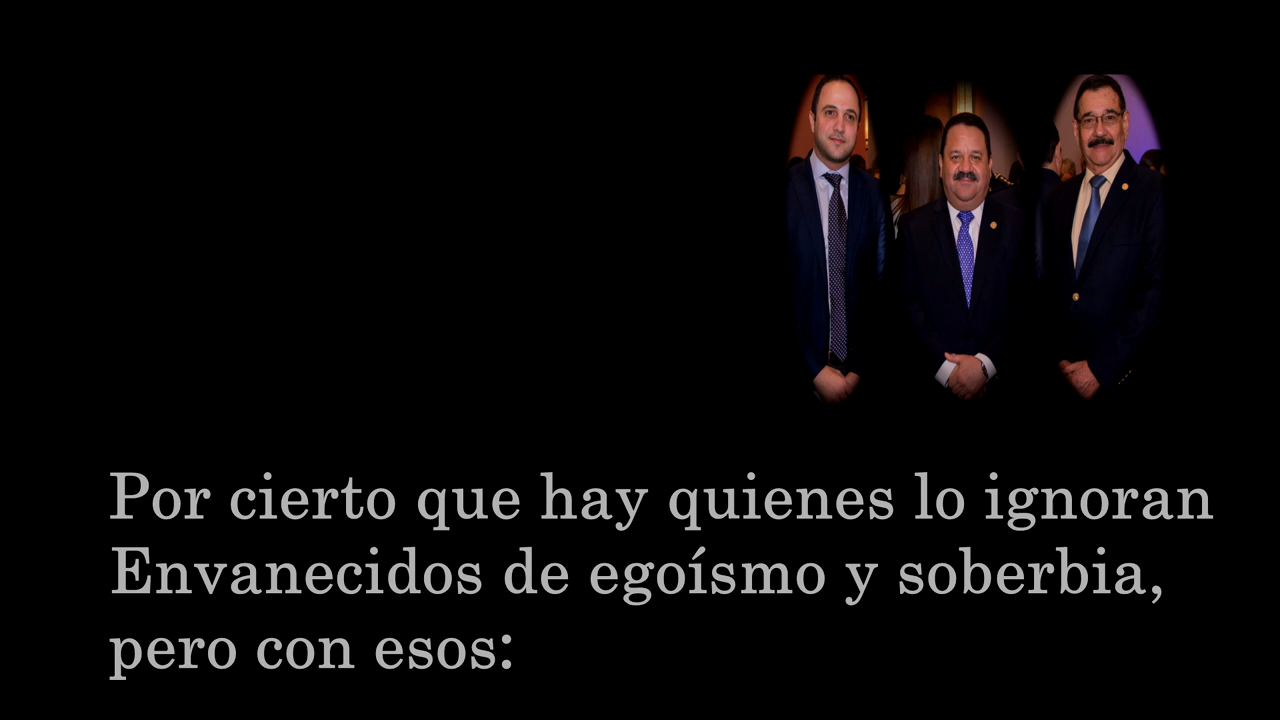 Por cierto que hay quienes lo ignoran
Envanecidos de egoísmo y soberbia,
pero con esos: